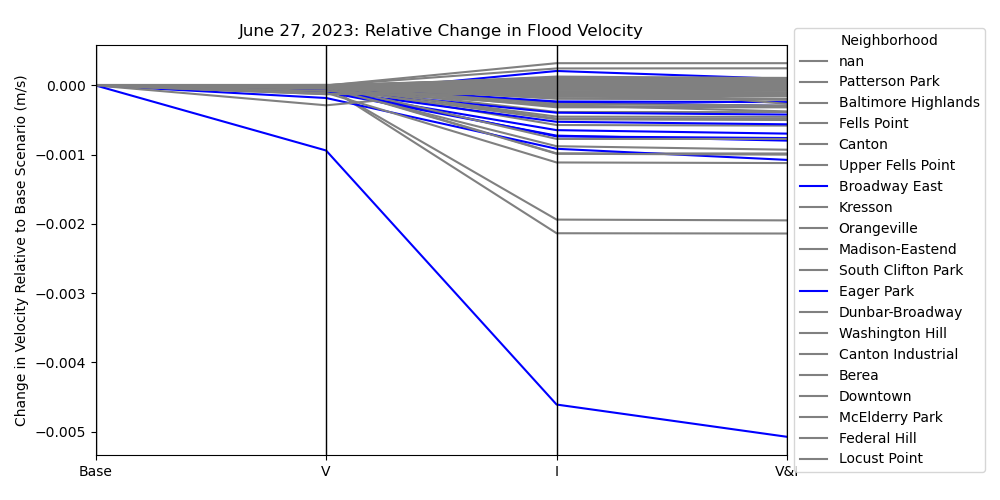 June 27, 2023: Relative Change in Flood Velocity
Change in Velocity Relative to Base Scenario (m/s)
0.000
−0.001
−0.002
−0.003
−0.004
−0.005
Base
V
I
V&I
Neighborhood
nan
Patterson Park
Baltimore Highlands
Fells Point
Canton
Upper Fells Point
Broadway East
Kresson
Orangeville
Madison-Eastend
South Clifton Park
Eager Park
Dunbar-Broadway
Washington Hill
Canton Industrial
Berea
Downtown
McElderry Park
Federal Hill
Locust Point